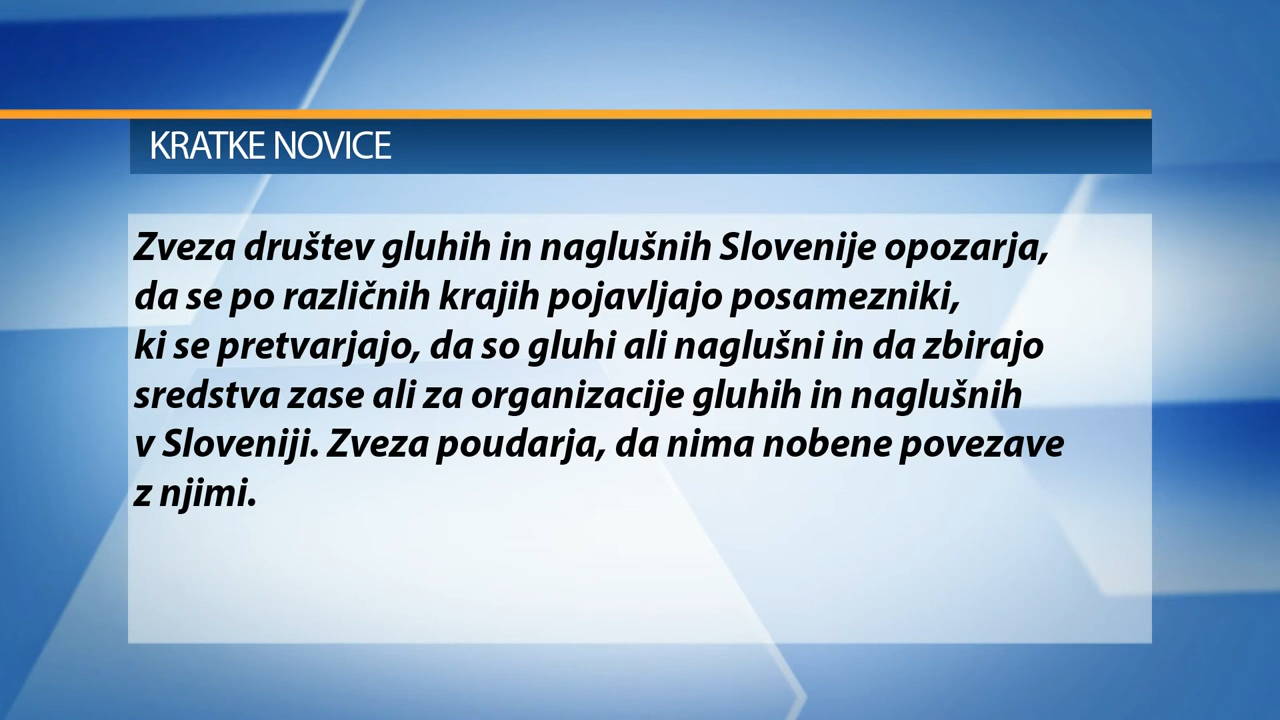 KRATKE NOVICE
Zveza društev gluhih in naglušnih Slovenije opozarja,
da se po različnih krajih pojavljajo posamezniki,
ki se pretvarjajo, da so gluhi ali naglušni in da zbirajo
sredstva zase ali za organizacije gluhih in naglušnih
v Sloveniji. Zveza poudarja, da nima nobene povezave
z njimi.